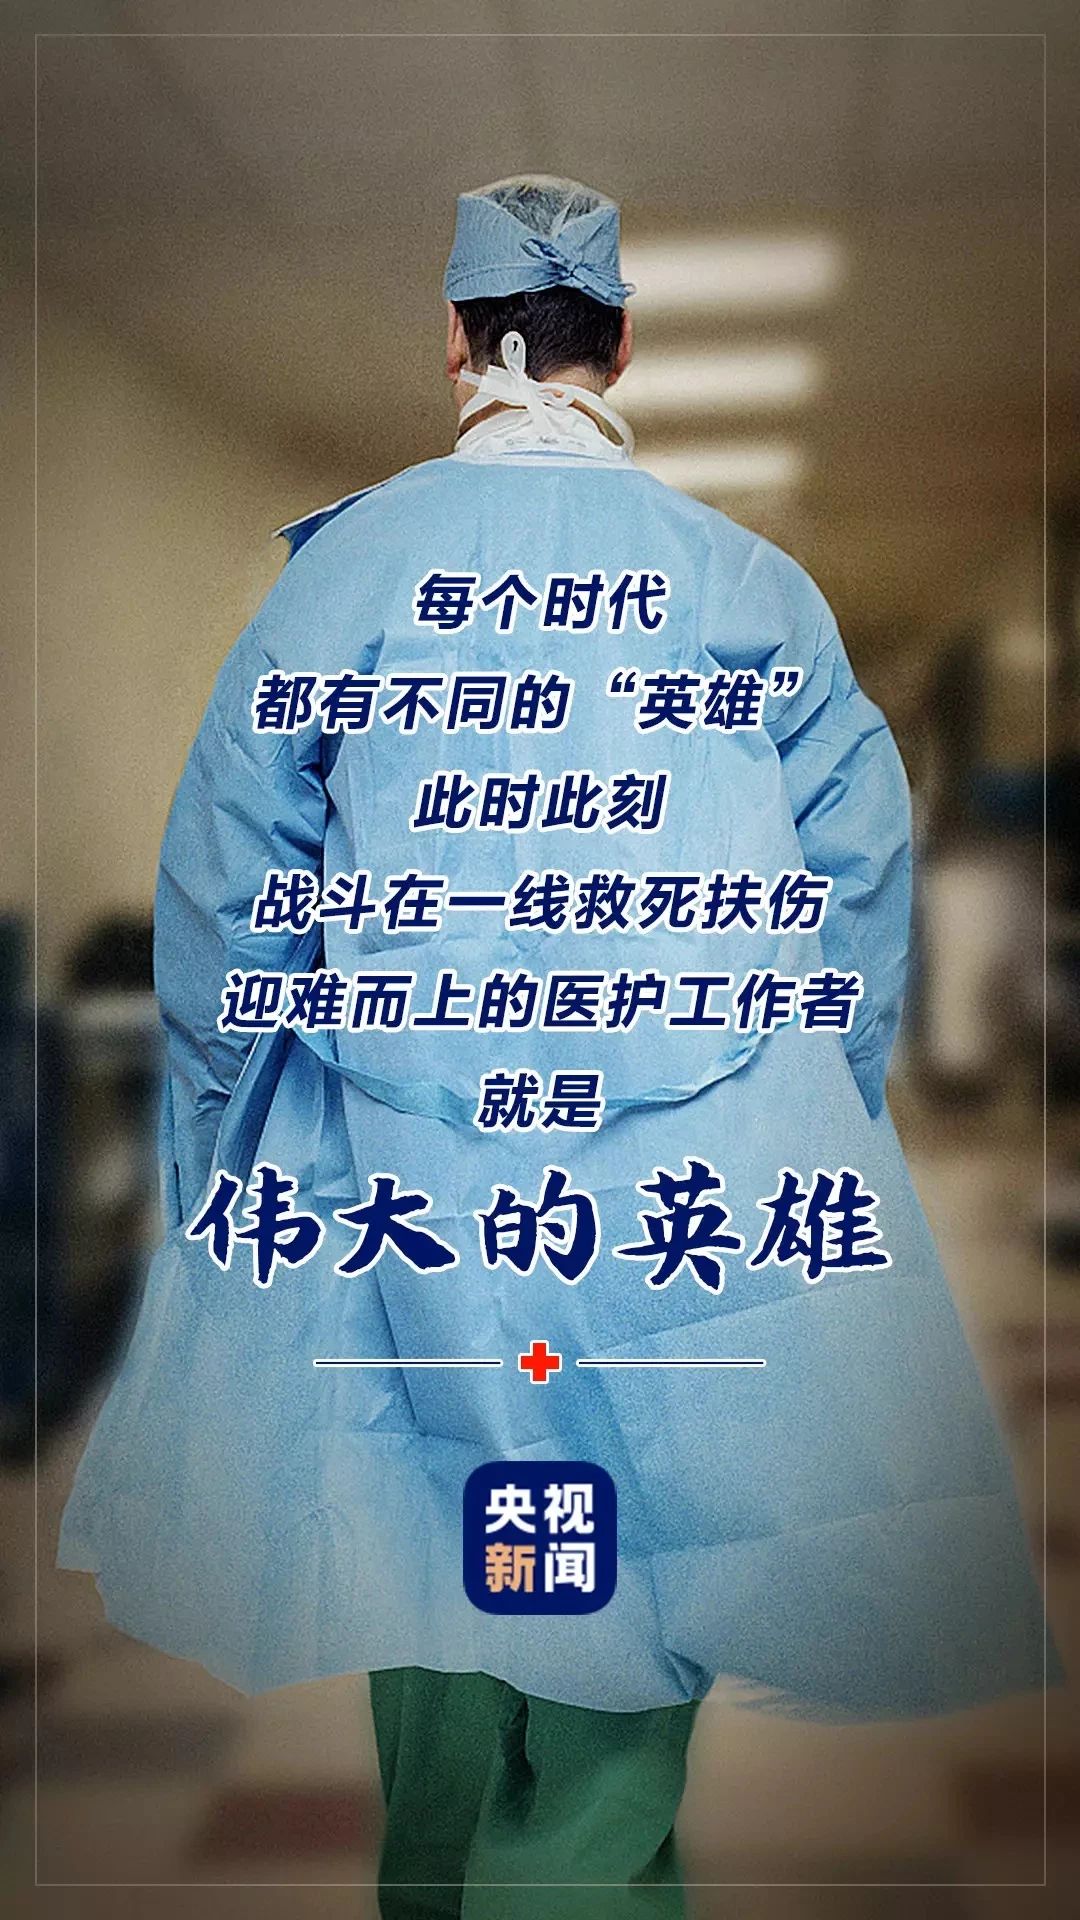 每个时代
都有不同的“英雄”
此时此刻
战斗在一线救死扶伤
迎难而上的医护工作者
就是
伟大的英雄
央视
新闻